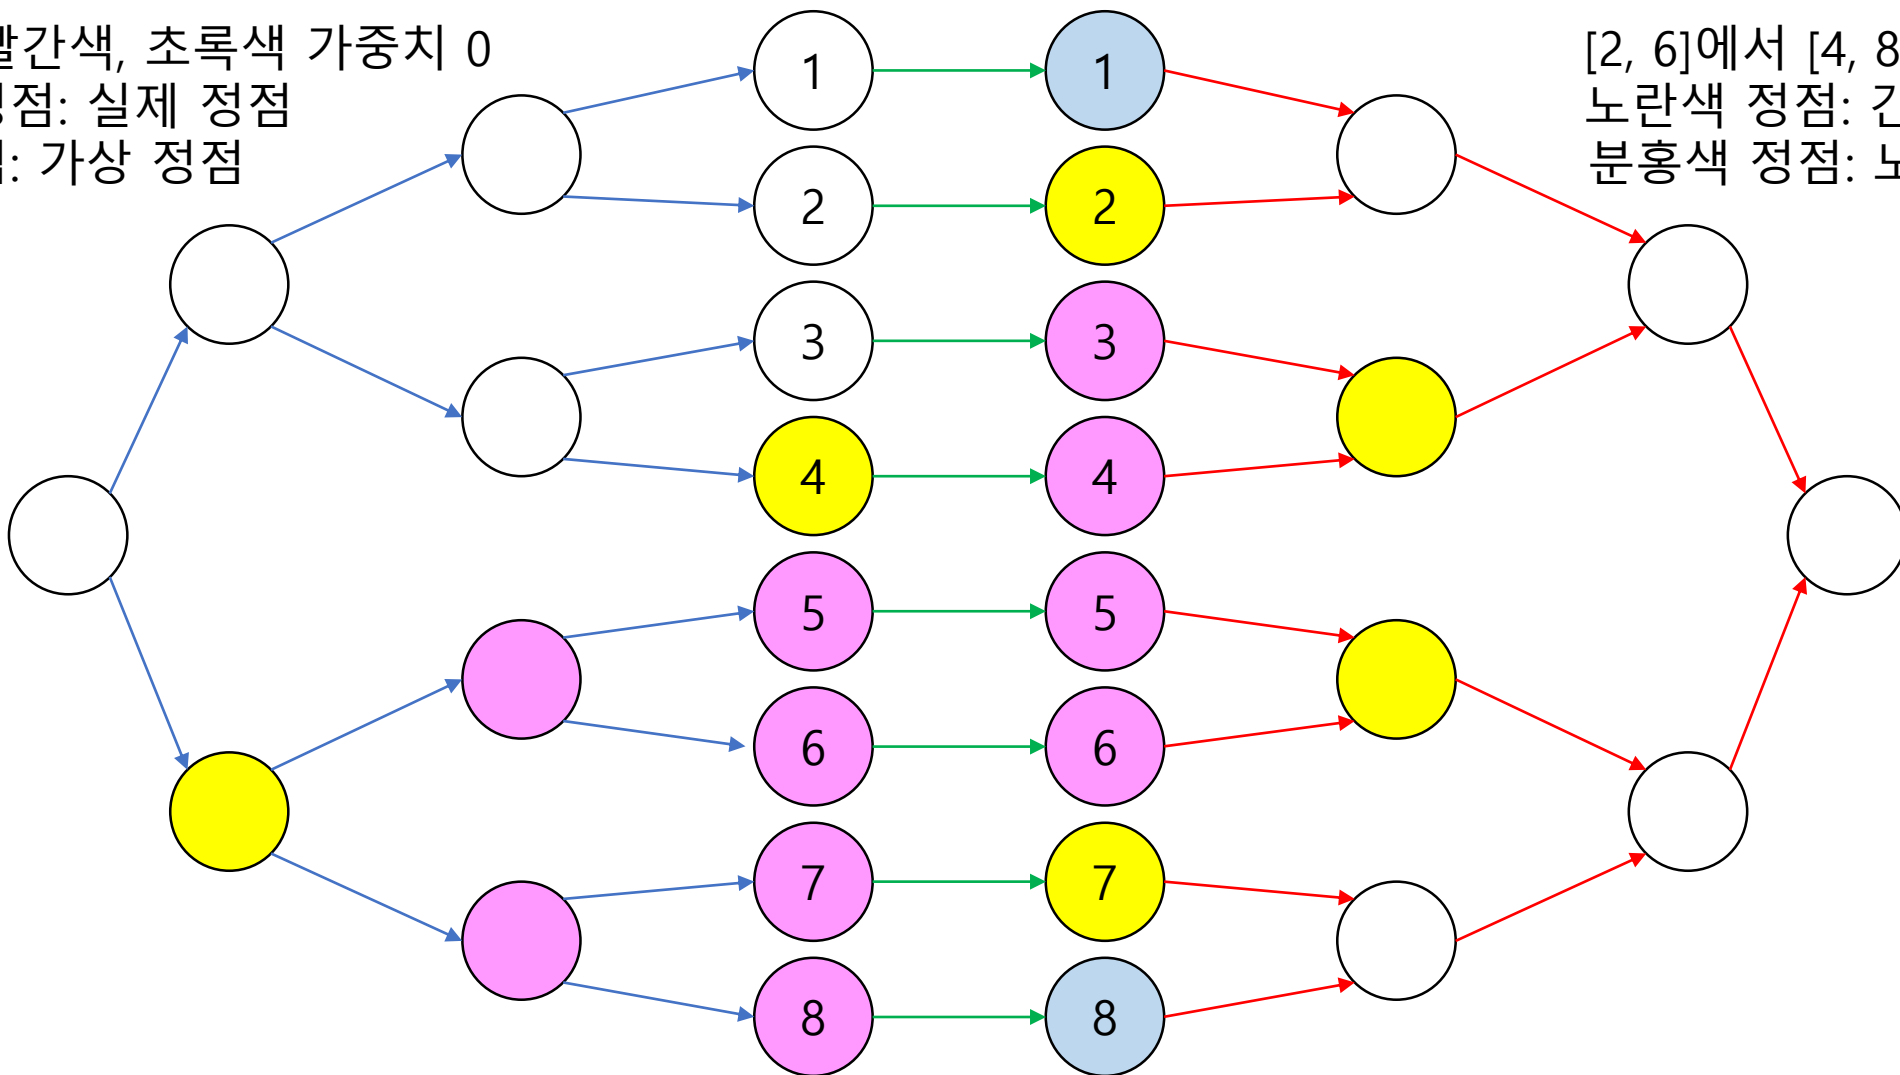 빨간색, 초록색 가중치 0
정점: 실제 정점
: 가상 정점
[2, 6]에서 [4, 8
노란색 정점: 간
분홍색 정점: 노
1 1
2 2
3 3
4 4
5 5
6 6
7 7
8 8